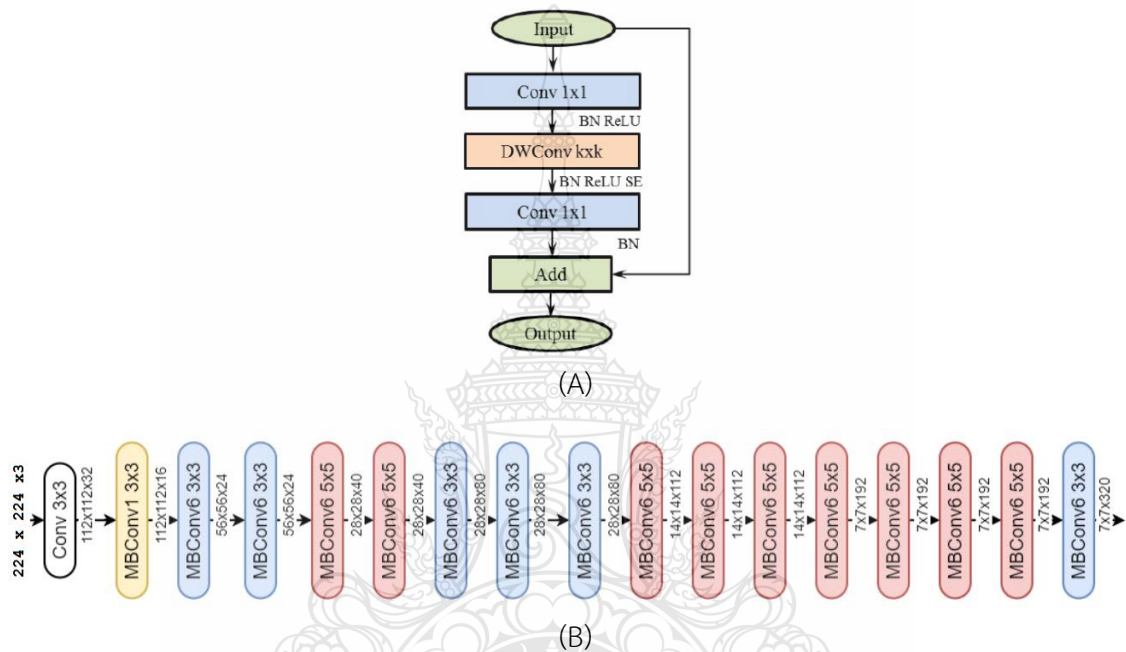 Input
Conv 1x1
BN ReLU
DWConv kxk
BN ReLU SE
Conv 1x1
BN
Add
Output
(A)
224 x 224 x3
Conv 3x3
112x112x32
MBConv1 3x3
112x112x16
MBConv6 3x3
56x56x24
MBConv6 3x3
56x56x24
MBConv6 5x5
28x28x40
MBConv6 5x5
28x28x40
MBConv6 3x3
28x28x80
MBConv6 3x3
28x28x80
MBConv6 3x3
28x28x80
MBConv6 5x5
14x14x112
MBConv6 5x5
14x14x112
MBConv6 5x5
14x14x112
MBConv6 5x5
7x7x192
MBConv6 5x5
7x7x192
MBConv6 5x5
7x7x192
MBConv6 5x5
7x7x192
MBConv6 3x3
7x7x320
(B)